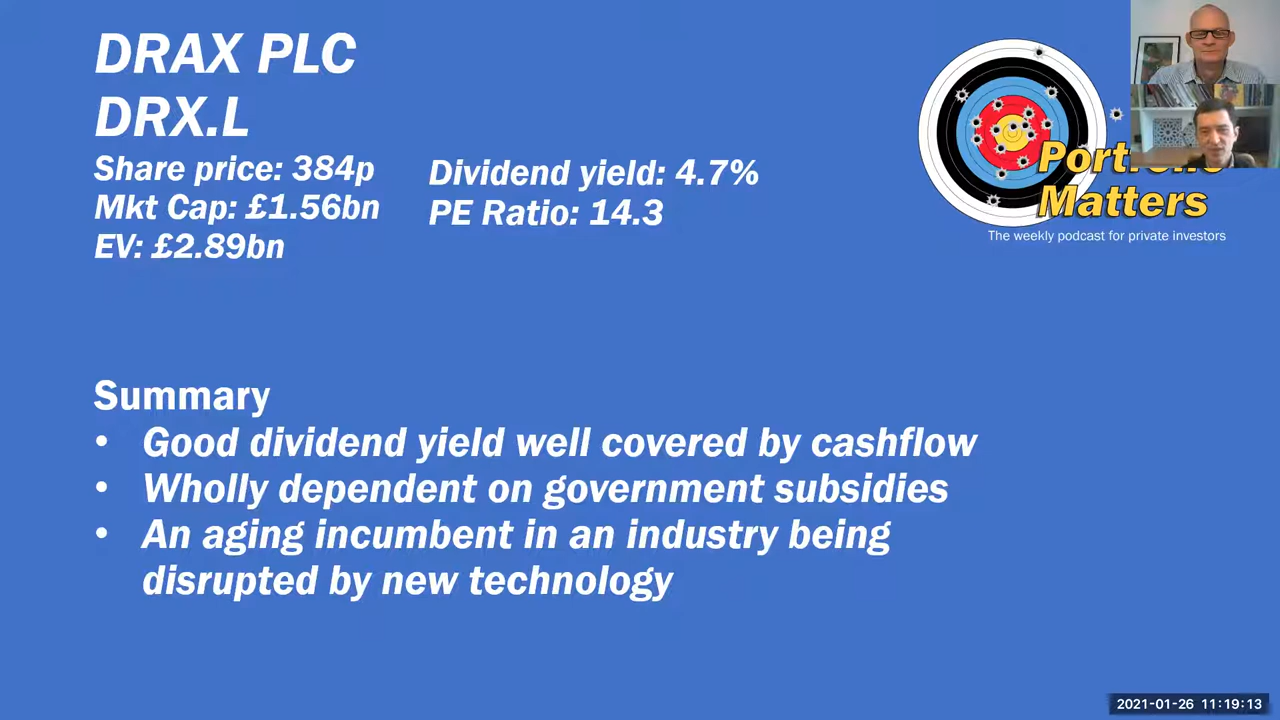 DRAX PLC
DRX.L
Share price: 384p
Mkt Cap: £1.56bn
EV: £2.89bn
Dividend yield: 4.7%
PE Ratio: 14.3
Matters
The weekly podcast for private investors
Summary
• Good dividend yield well covered by cashflow
• Wholly dependent on government subsidies
• An aging incumbent in an industry being
disrupted by new technology
2021-01-26 11:19:13